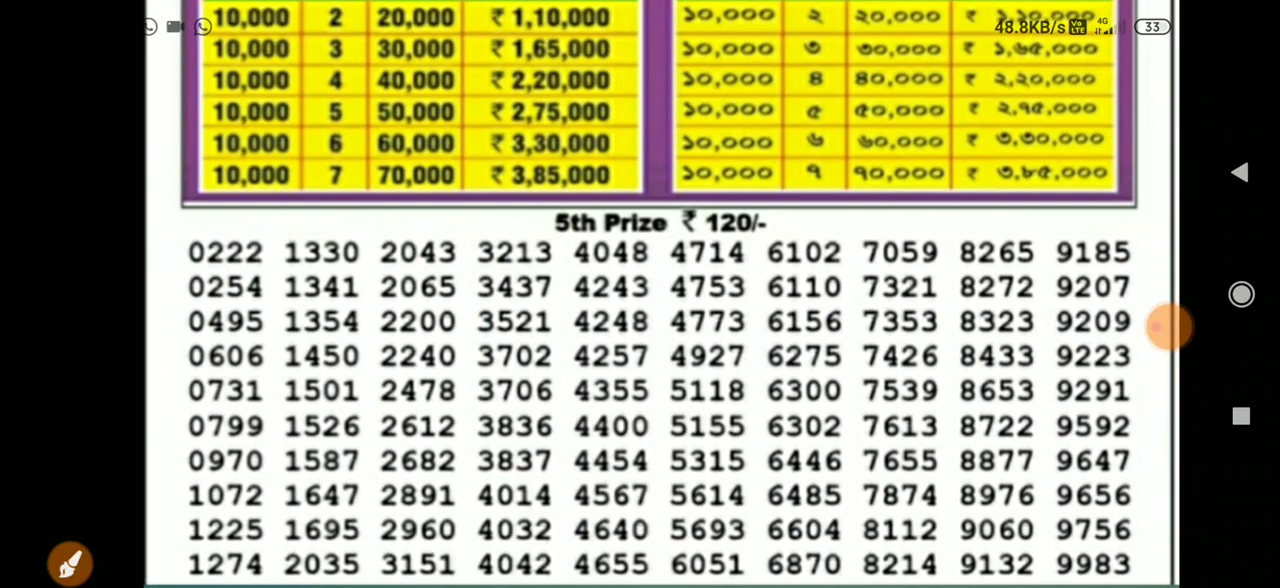 10,000 2 20,000 ₹ 1,10,000 ১০,০০০ ২ ২০,০০০ ₹ ১,১০,০০০
48.8KB/s Vo LTE 4G 33
10,000 3 30,000 ₹ 1,65,000 ১০,০০০ ৩ ৩০,০০০ ₹ ১,৬৫,০০০
10,000 4 40,000 ₹ 2,20,000 ১০,০০০ ৪ ৪০,০০০ ₹ ২,২০,০০০
10,000 5 50,000 ₹ 2,75,000 ১০,০০০ ৫ ৫০,০০০ ₹ ২,৭৫,০০০
10,000 6 60,000 ₹ 3,30,000 ১০,০০০ ৬ ৬০,০০০ ₹ ৩,৩০,০০০
10,000 7 70,000 ₹ 3,85,000 ১০,০০০ ৭ ৭০,০০০ ₹ ৩,৮৫,০০০
5th Prize ₹ 120/-
0222 1330 2043 3213 4048 4714 6102 7059 8265 9185
0254 1341 2065 3437 4243 4753 6110 7321 8272 9207
0495 1354 2200 3521 4248 4773 6156 7353 8323 9209
0606 1450 2240 3702 4257 4927 6275 7426 8433 9223
0731 1501 2478 3706 4355 5118 6300 7539 8653 9291
0799 1526 2612 3836 4400 5155 6302 7613 8722 9592
0970 1587 2682 3837 4454 5315 6446 7655 8877 9647
1072 1647 2891 4014 4567 5614 6485 7874 8976 9656
1225 1695 2960 4032 4640 5693 6604 8112 9060 9756
1274 2035 3151 4042 4655 6051 6870 8214 9132 9983